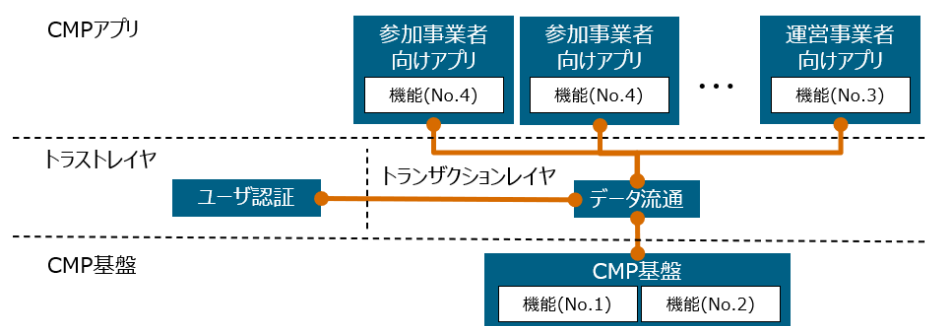 CMPアプリ
参加事業者
向けアプリ
機能(No.4)
参加事業者
向けアプリ
機能(No.4)
・・・
運営事業者
向けアプリ
機能(No.3)
トラストレイヤ
トランザクションレイヤ
ユーザ認証
データ流通
CMP基盤
CMP基盤
機能(No.1)
機能(No.2)